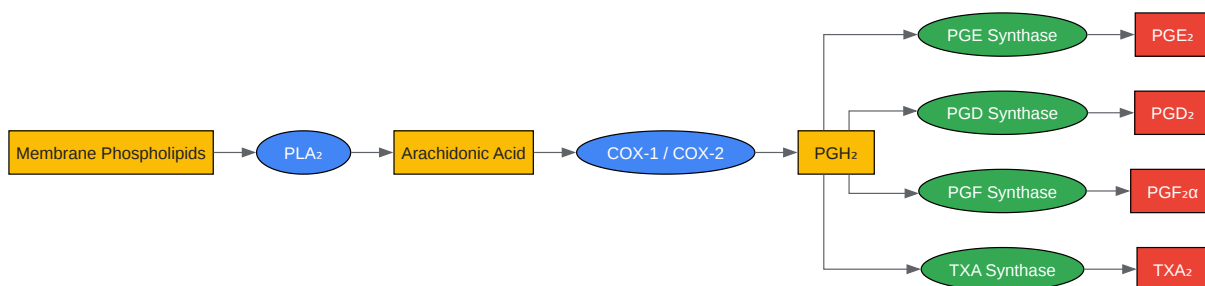 Membrane Phospholipids
PLA₂
Arachidonic Acid
COX-1 / COX-2
PGH₂
PGE Synthase
PGE₂
PGD Synthase
PGD₂
PGF Synthase
PGF₂α
TXA Synthase
TXA₂